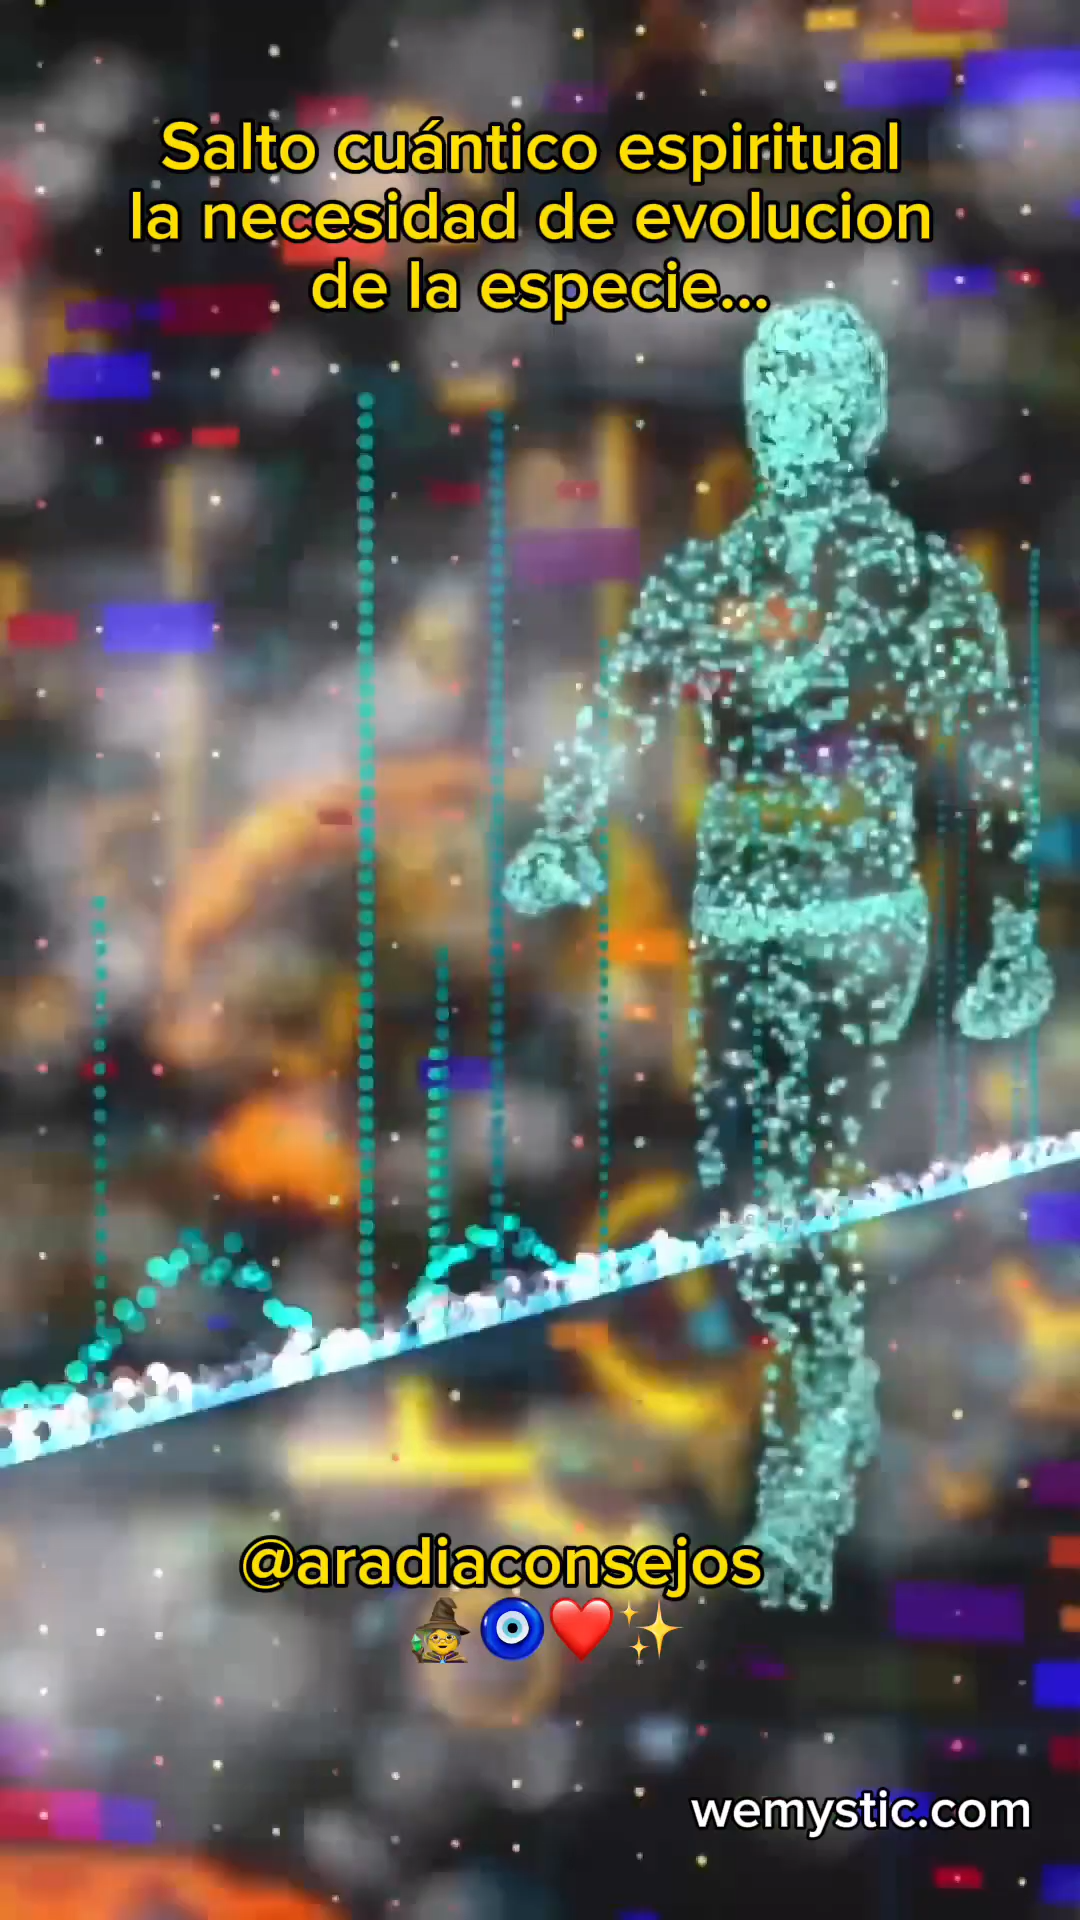 Salto cuántico espiritual
la necesidad de evolucion
de la especie...
@aradiaconsejos
🧙‍♀️🧿❤️✨
wemystic.com